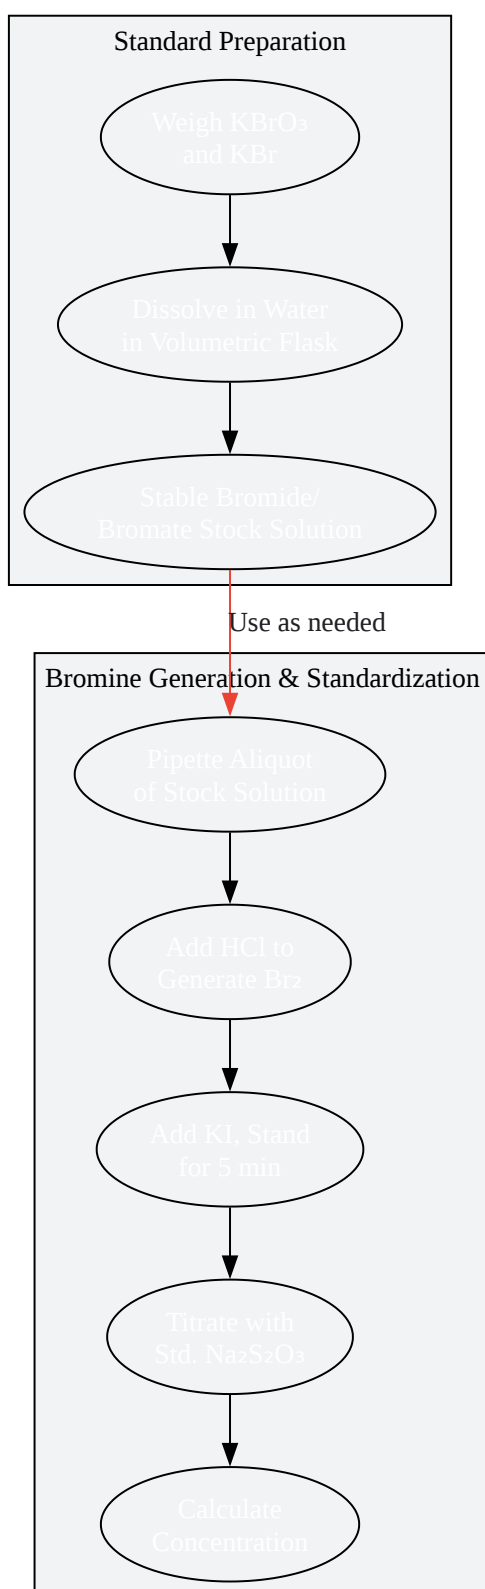 Standard Preparation
Weigh KBrO₃
and KBr
Dissolve in Water
in Volumetric Flask
Stable Bromide/
Bromate Stock Solution
Use as needed
Bromine Generation & Standardization
Pipette Aliquot
of Stock Solution
Add HCl to
Generate Br₂
Add KI, Stand
for 5 min
Titrate with
Std. Na₂S₂O₃
Calculate
Concentration